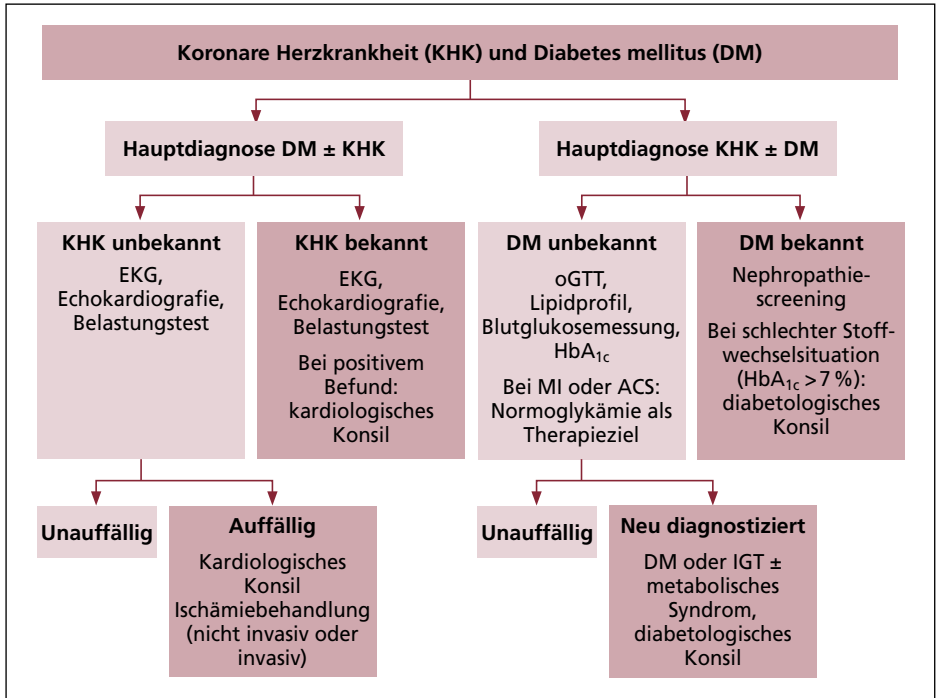 Koronare Herzkrankheit (KHK) und Diabetes mellitus (DM)
Hauptdiagnose DM ± KHK
Hauptdiagnose KHK ± DM
KHK unbekannt
EKG,
Echokardiografie,
Belastungstest
KHK bekannt
EKG,
Echokardiografie,
Belastungstest
Bei positivem
Befund:
kardiologisches
Konsil
DM unbekannt
oGTT,
Lipidprofil,
Blutglukosemessung,
HbA1c
Bei MI oder ACS:
Normoglykämie als
Therapieziel
DM bekannt
Nephropathie-
screening
Bei schlechter Stoff-
wechselsituation
(HbA1c >7 %):
diabetologisches
Konsil
Unauffällig
Auffällig
Kardiologisches
Konsil
Ischämiebehandlung
(nicht invasiv oder
invasiv)
Unauffällig
Neu diagnostiziert
DM oder IGT ±
metabolisches
Syndrom,
diabetologisches
Konsil